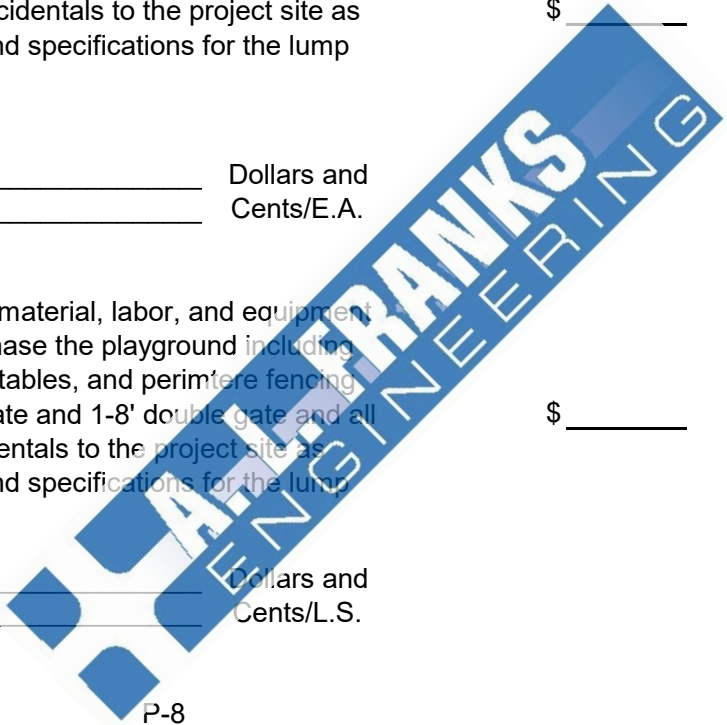 cidentals to the project site as
$
nd specifications for the lump
Dollars and
Cents/E.A.
material, labor, and equipment
hase the playground including
tables, and perimtere fencing
ate and 1-8' double gate and all
$
entals to the project site as
nd specifications for the lump
Dollars and
Cents/L.S.
P-8
A.L. FRANKS
ENGINEERING